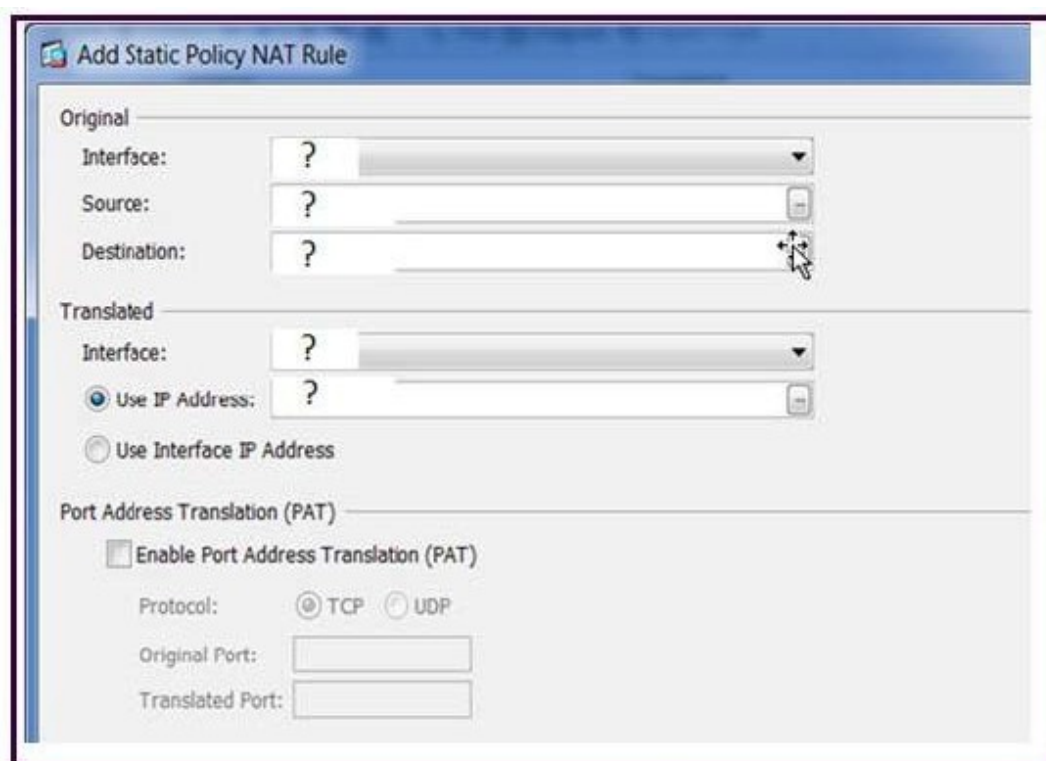 Add Static Policy NAT Rule
Original
Interface: ?
Source: ?
Destination: ?
Translated
Interface: ?
Use IP Address: ?
Use Interface IP Address
Port Address Translation (PAT)
Enable Port Address Translation (PAT)
Protocol: TCP UDP
Original Port:
Translated Port: